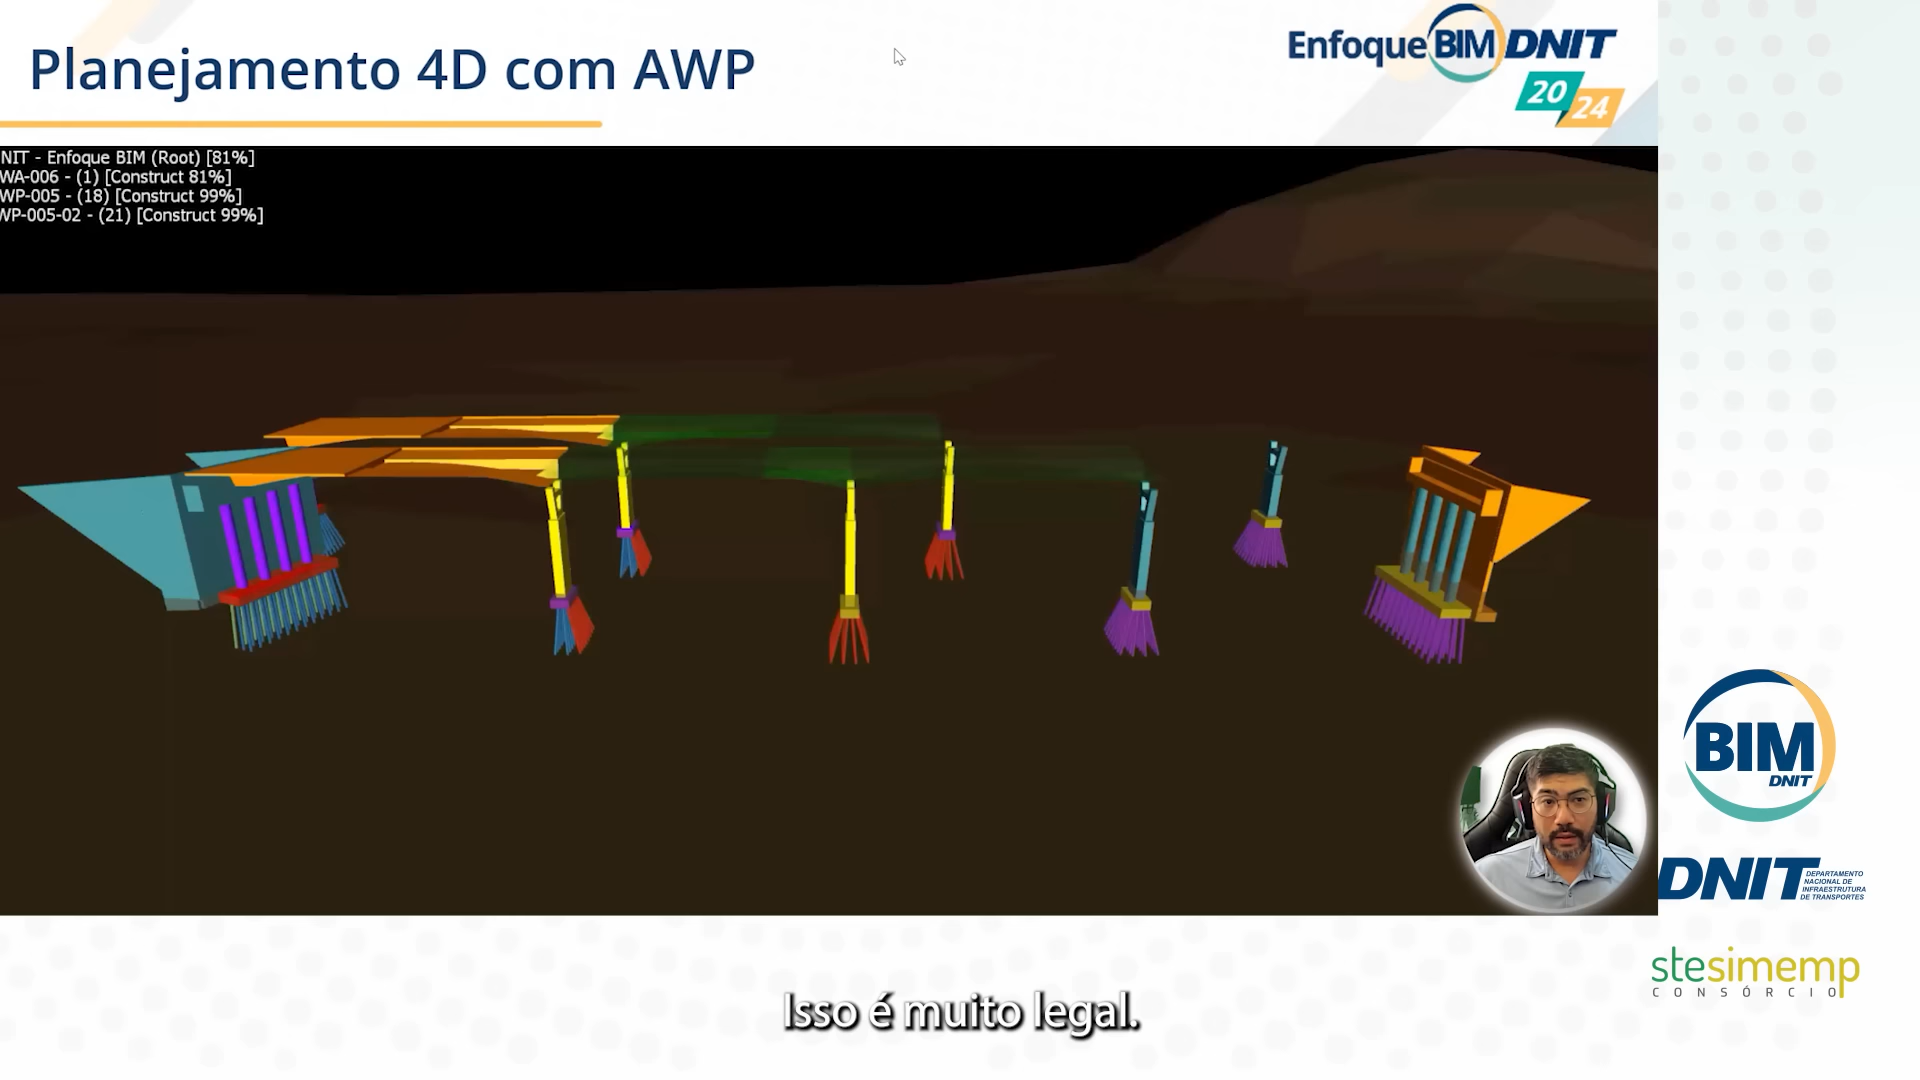 Planejamento 4D com AWP
Enfoque BIM DNIT
20
24
NIT - Enfoque BIM (Root) [81%]
WA-006 - (1) [Construct 81%]
WP-005 - (18) [Construct 99%]
WP-005-02 - (21) [Construct 99%]
BIM
DNIT
DNIT
DEPARTAMENTO
NACIONAL DE
INFRAESTRUTURA
DE TRANSPORTES
stesimemp
CONSÓRCIO
Isso é muito legal.